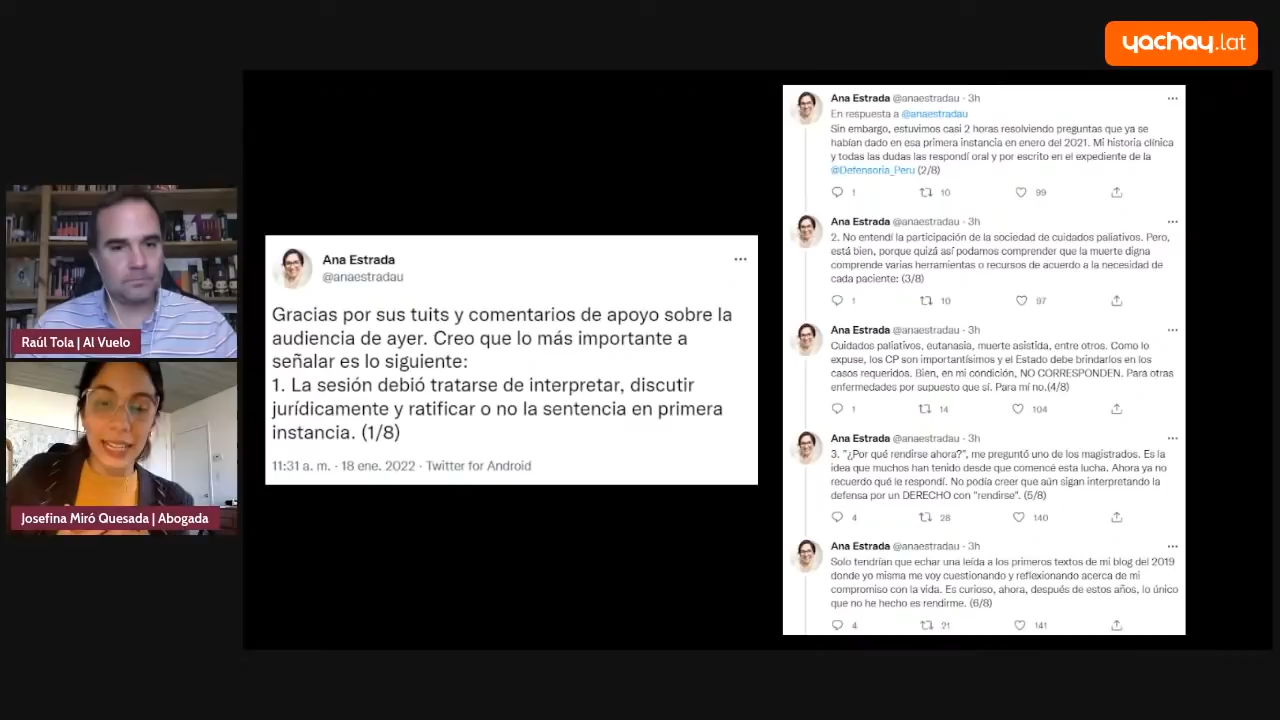 yachay.lat
Raúl Tola | Al Vuelo
Josefina Miró Quesada | Abogada
Ana Estrada
@anaestradau
Gracias por sus tuits y comentarios de apoyo sobre la
audiencia de ayer. Creo que lo más importante a
señalar es lo siguiente:
1. La sesión debió tratarse de interpretar, discutir
jurídicamente y ratificar o no la sentencia en primera
instancia. (1/8)
11:31 a. m. · 18 ene. 2022 · Twitter for Android
Ana Estrada @anaestradau · 3h
En respuesta a @anaestradau
Sin embargo, estuvimos casi 2 horas resolviendo preguntas que ya se
habían dado en esa primera instancia en enero del 2021. Mi historia clínica
y todas las dudas las respondí oral y por escrito en el expediente de la
@Defensoria_Peru (2/8)
1 10 99
Ana Estrada @anaestradau · 3h
2. No entendí la participación de la sociedad de cuidados paliativos. Pero,
está bien, porque quizá así podamos comprender que la muerte digna
comprende varias herramientas o recursos de acuerdo a la necesidad de
cada paciente: (3/8)
1 10 97
Ana Estrada @anaestradau · 3h
Cuidados paliativos, eutanasia, muerte asistida, entre otros. Como lo
expuse, los CP son importantísimos y el Estado debe brindarlos en los
casos requeridos. Bien, en mi condición, NO CORRESPONDEN. Para otras
enfermedades por supuesto que sí. Para mí no.(4/8)
1 14 104
Ana Estrada @anaestradau · 3h
3. "¿Por qué rendirse ahora?", me preguntó uno de los magistrados. Es la
idea que muchos han tenido desde que comencé esta lucha. Ahora ya no
recuerdo qué le respondí. No podía creer que aún sigan interpretando la
defensa por un DERECHO con "rendirse". (5/8)
4 28 140
Ana Estrada @anaestradau · 3h
Solo tendrían que echar una leída a los primeros textos de mi blog del 2019
donde yo misma me voy cuestionando y reflexionando acerca de mi
compromiso con la vida. Es curioso, ahora, después de estos años, lo único
que no he hecho es rendirme. (6/8)
4 21 141